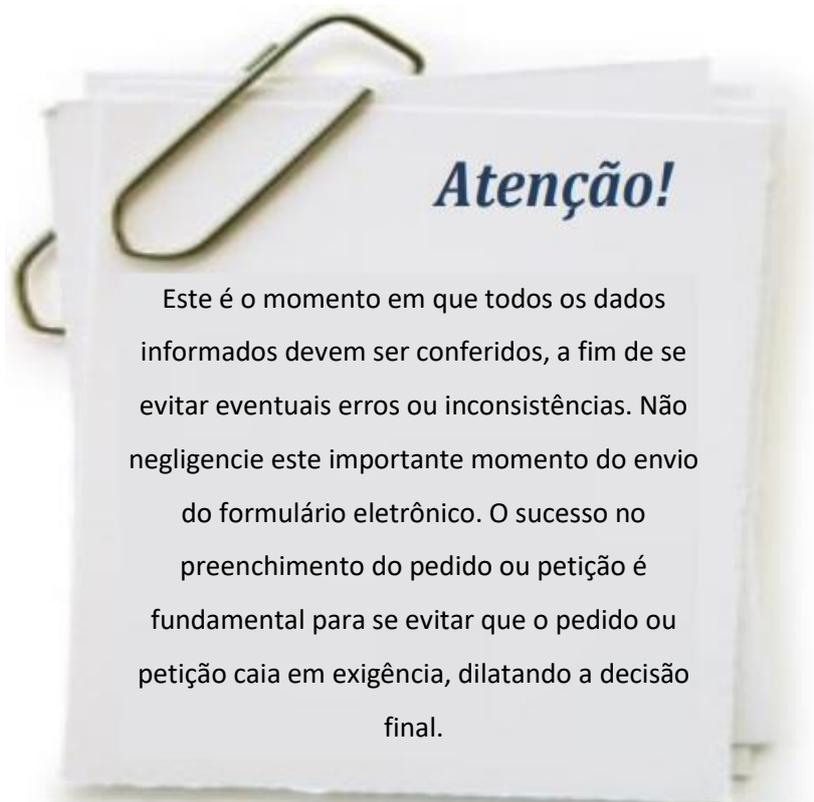 Atenção!
Este é o momento em que todos os dados
informados devem ser conferidos, a fim de se
evitar eventuais erros ou inconsistências. Não
negligencie este importante momento do envio
do formulário eletrônico. O sucesso no
preenchimento do pedido ou petição é
fundamental para se evitar que o pedido ou
petição caia em exigência, dilatando a decisão
final.